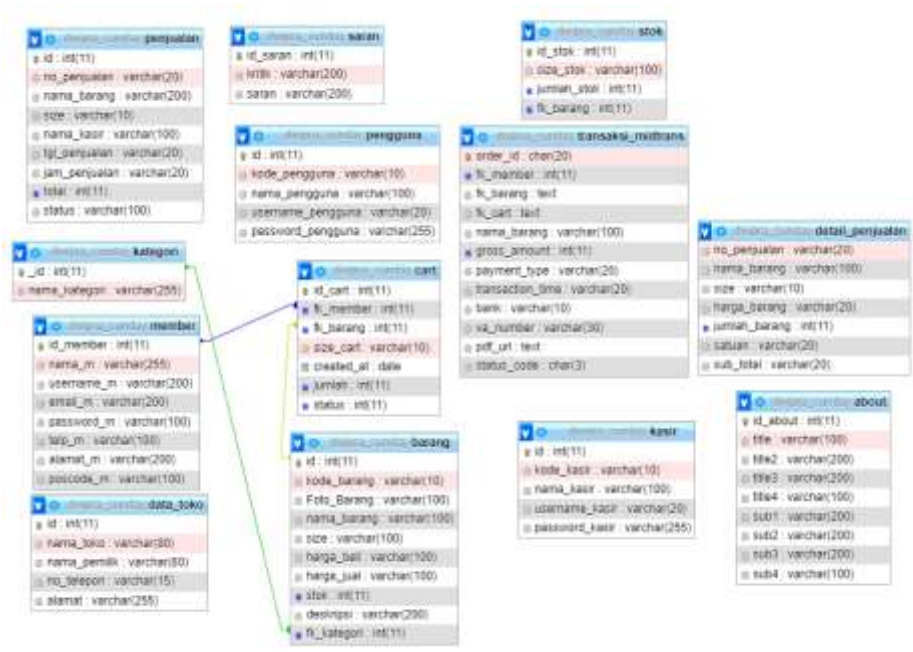 penjualan
id : int(11)
no_penjualan : varchar(20)
nama_barang : varchar(200)
size : varchar(10)
nama_kasir : varchar(100)
tgl_penjualan : varchar(20)
jam_penjualan : varchar(20)
total : int(11)
status : varchar(100)
saran
id_saran : int(11)
kritik : varchar(200)
saran : varchar(200)
stok
id_stok : int(11)
size_stok : varchar(100)
jumlah_stok : int(11)
fk_barang : int(11)
pengguna
id : int(11)
kode_pengguna : varchar(10)
nama_pengguna : varchar(100)
username_pengguna : varchar(20)
password_pengguna : varchar(255)
transaksi_midtrans
order_id : char(20)
fk_member : int(11)
fk_barang : text
fk_cart : text
nama_barang : varchar(100)
gross_amount : int(11)
payment_type : varchar(20)
transaction_time : varchar(20)
bank : varchar(10)
va_number : varchar(30)
pdf_url : text
status_code : char(3)
detail_penjualan
no_penjualan : varchar(20)
nama_barang : varchar(100)
size : varchar(10)
harga_barang : varchar(20)
jumlah_barang : int(11)
satuan : varchar(20)
sub_total : varchar(20)
kategori
_id : int(11)
nama_kategori : varchar(255)
cart
id_cart : int(11)
fk_member : int(11)
fk_barang : int(11)
size_cart : varchar(10)
created_at : date
jumlah : int(11)
status : int(11)
member
id_member : int(11)
nama_m : varchar(255)
username_m : varchar(200)
email_m : varchar(200)
password_m : varchar(100)
telp_m : varchar(100)
alamat_m : varchar(200)
poscode_m : varchar(100)
barang
id : int(11)
kode_barang : varchar(10)
Foto_Barang : varchar(100)
nama_barang : varchar(100)
size : varchar(100)
harga_beli : varchar(100)
harga_jual : varchar(100)
stok : int(11)
deskripsi : varchar(200)
fk_kategori : int(11)
kasir
id : int(11)
kode_kasir : varchar(10)
nama_kasir : varchar(100)
username_kasir : varchar(20)
password_kasir : varchar(255)
about
id_about : int(11)
title : varchar(100)
title2 : varchar(200)
title3 : varchar(200)
title4 : varchar(100)
sub1 : varchar(200)
sub2 : varchar(200)
sub3 : varchar(200)
sub4 : varchar(100)
data_toko
id : int(11)
nama_toko : varchar(80)
nama_pemilik : varchar(80)
no_telepon : varchar(15)
alamat : varchar(255)